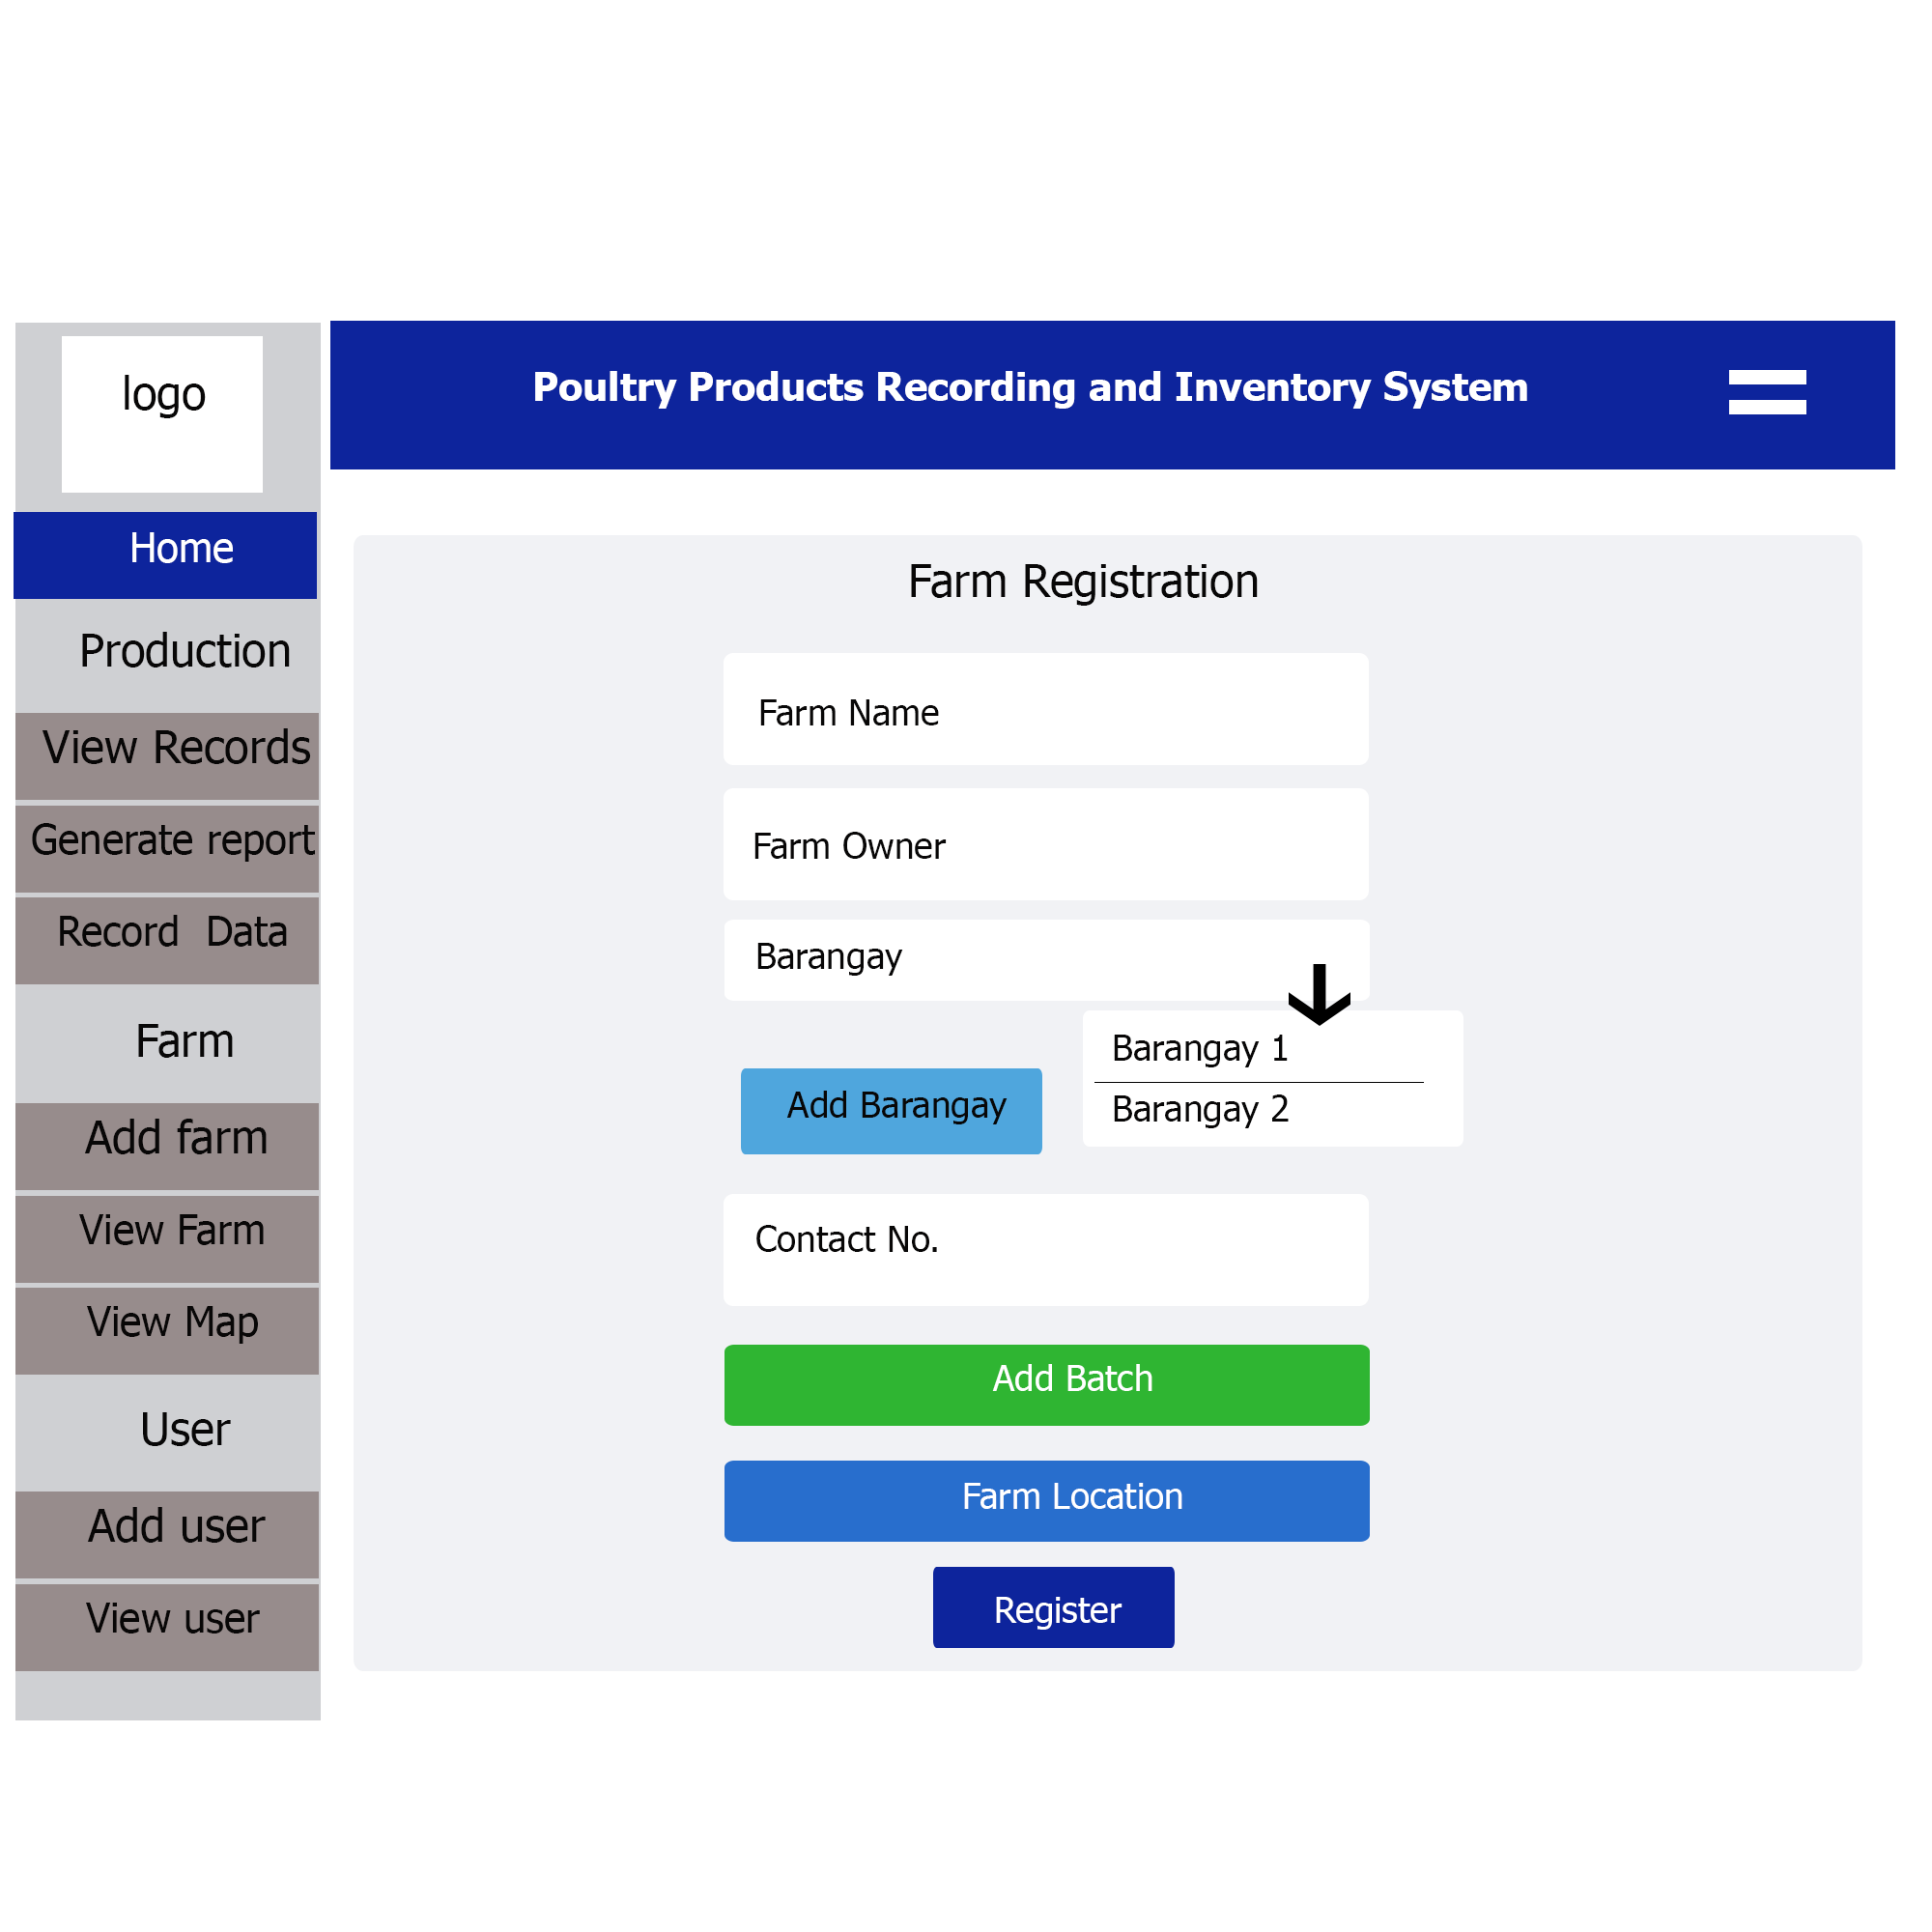 logo
Poultry Products Recording and Inventory System
Home
Production
View Records
Generate report
Record  Data
Farm
Add farm
View Farm
View Map
User
Add user
View user
Farm Registration
Farm Name
Farm Owner
Barangay
Barangay 1
Add Barangay
Barangay 2
Contact No.
Add Batch
Farm Location
Register